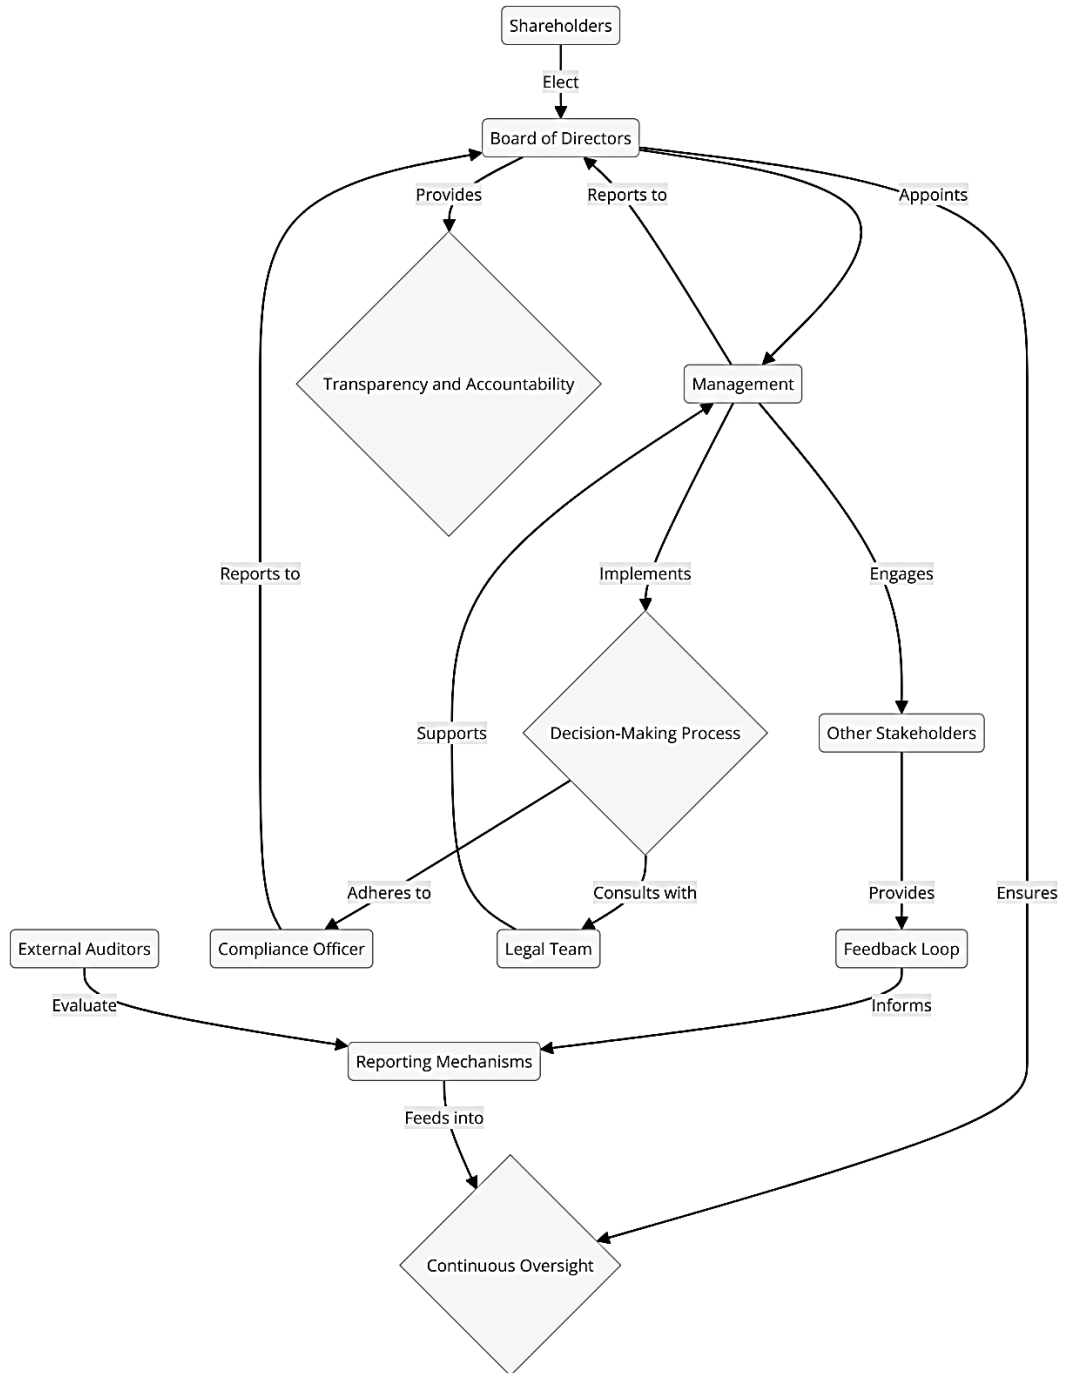 Shareholders
Elect
Board of Directors
Provides
Reports to
Appoints
Transparency and Accountability
Management
Reports to
Implements
Engages
Supports
Decision-Making Process
Other Stakeholders
Adheres to
Consults with
Provides
Ensures
External Auditors
Compliance Officer
Legal Team
Feedback Loop
Evaluate
Informs
Reporting Mechanisms
Feeds into
Continuous Oversight